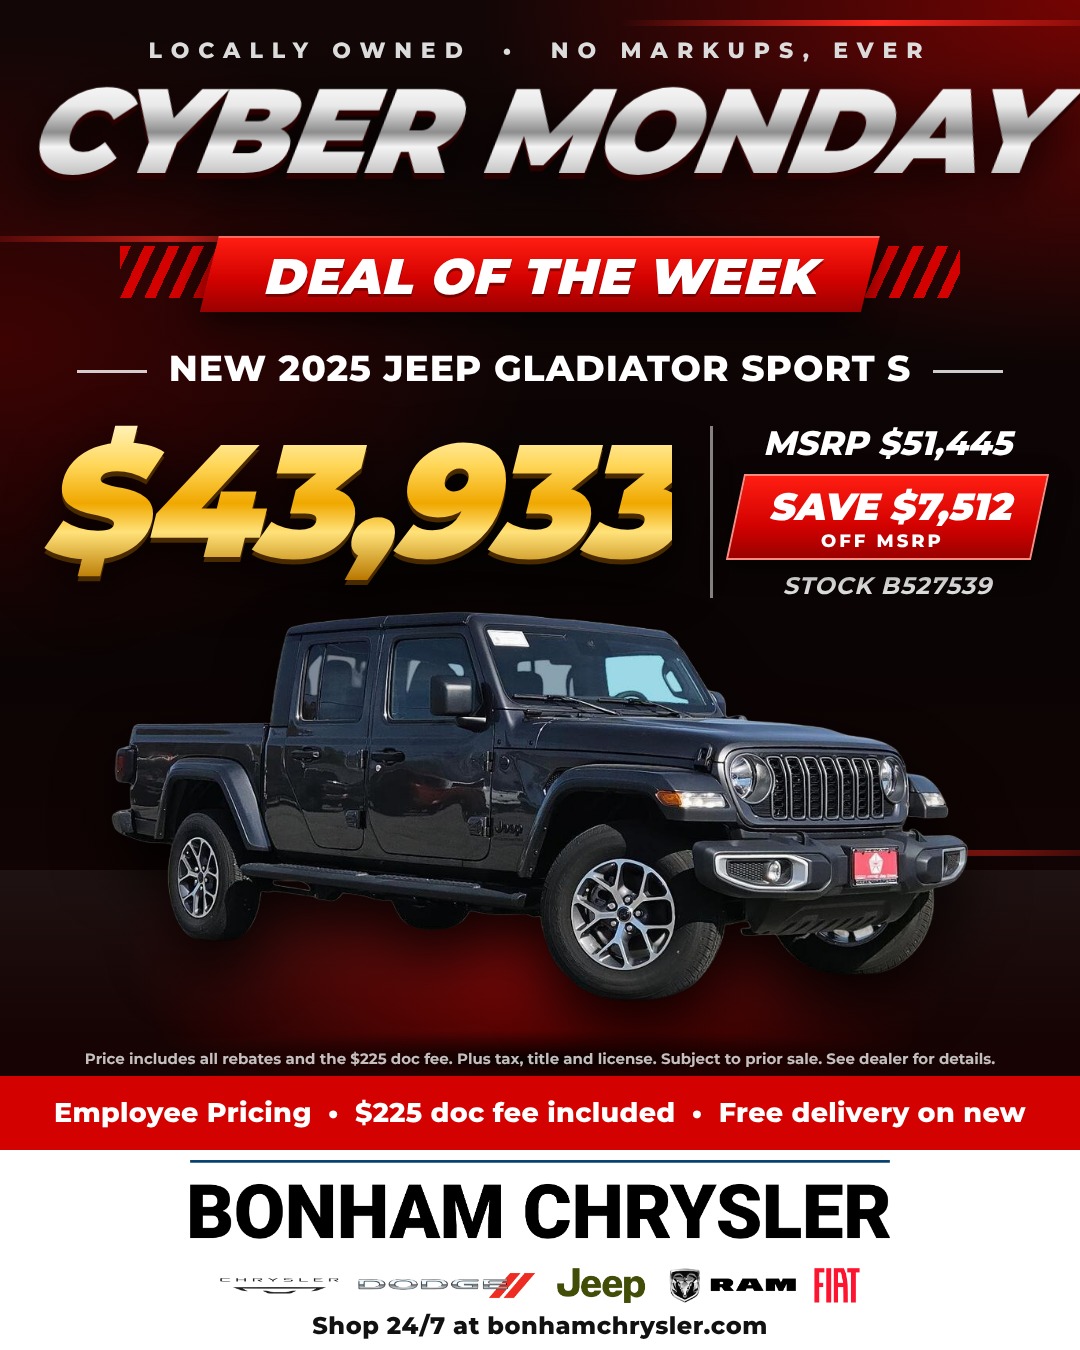 LOCALLY OWNED • NO MARKUPS, EVER
CYBER MONDAY
DEAL OF THE WEEK
NEW 2025 JEEP GLADIATOR SPORT S
$43,933
MSRP $51,445
SAVE $7,512
OFF MSRP
STOCK B527539
Jeep
Price includes all rebates and the $225 doc fee. Plus tax, title and license. Subject to prior sale. See dealer for details.
Employee Pricing • $225 doc fee included • Free delivery on new
BONHAM CHRYSLER
CHRYSLER DODGE Jeep RAM FIAT
Shop 24/7 at bonhamchrysler.com